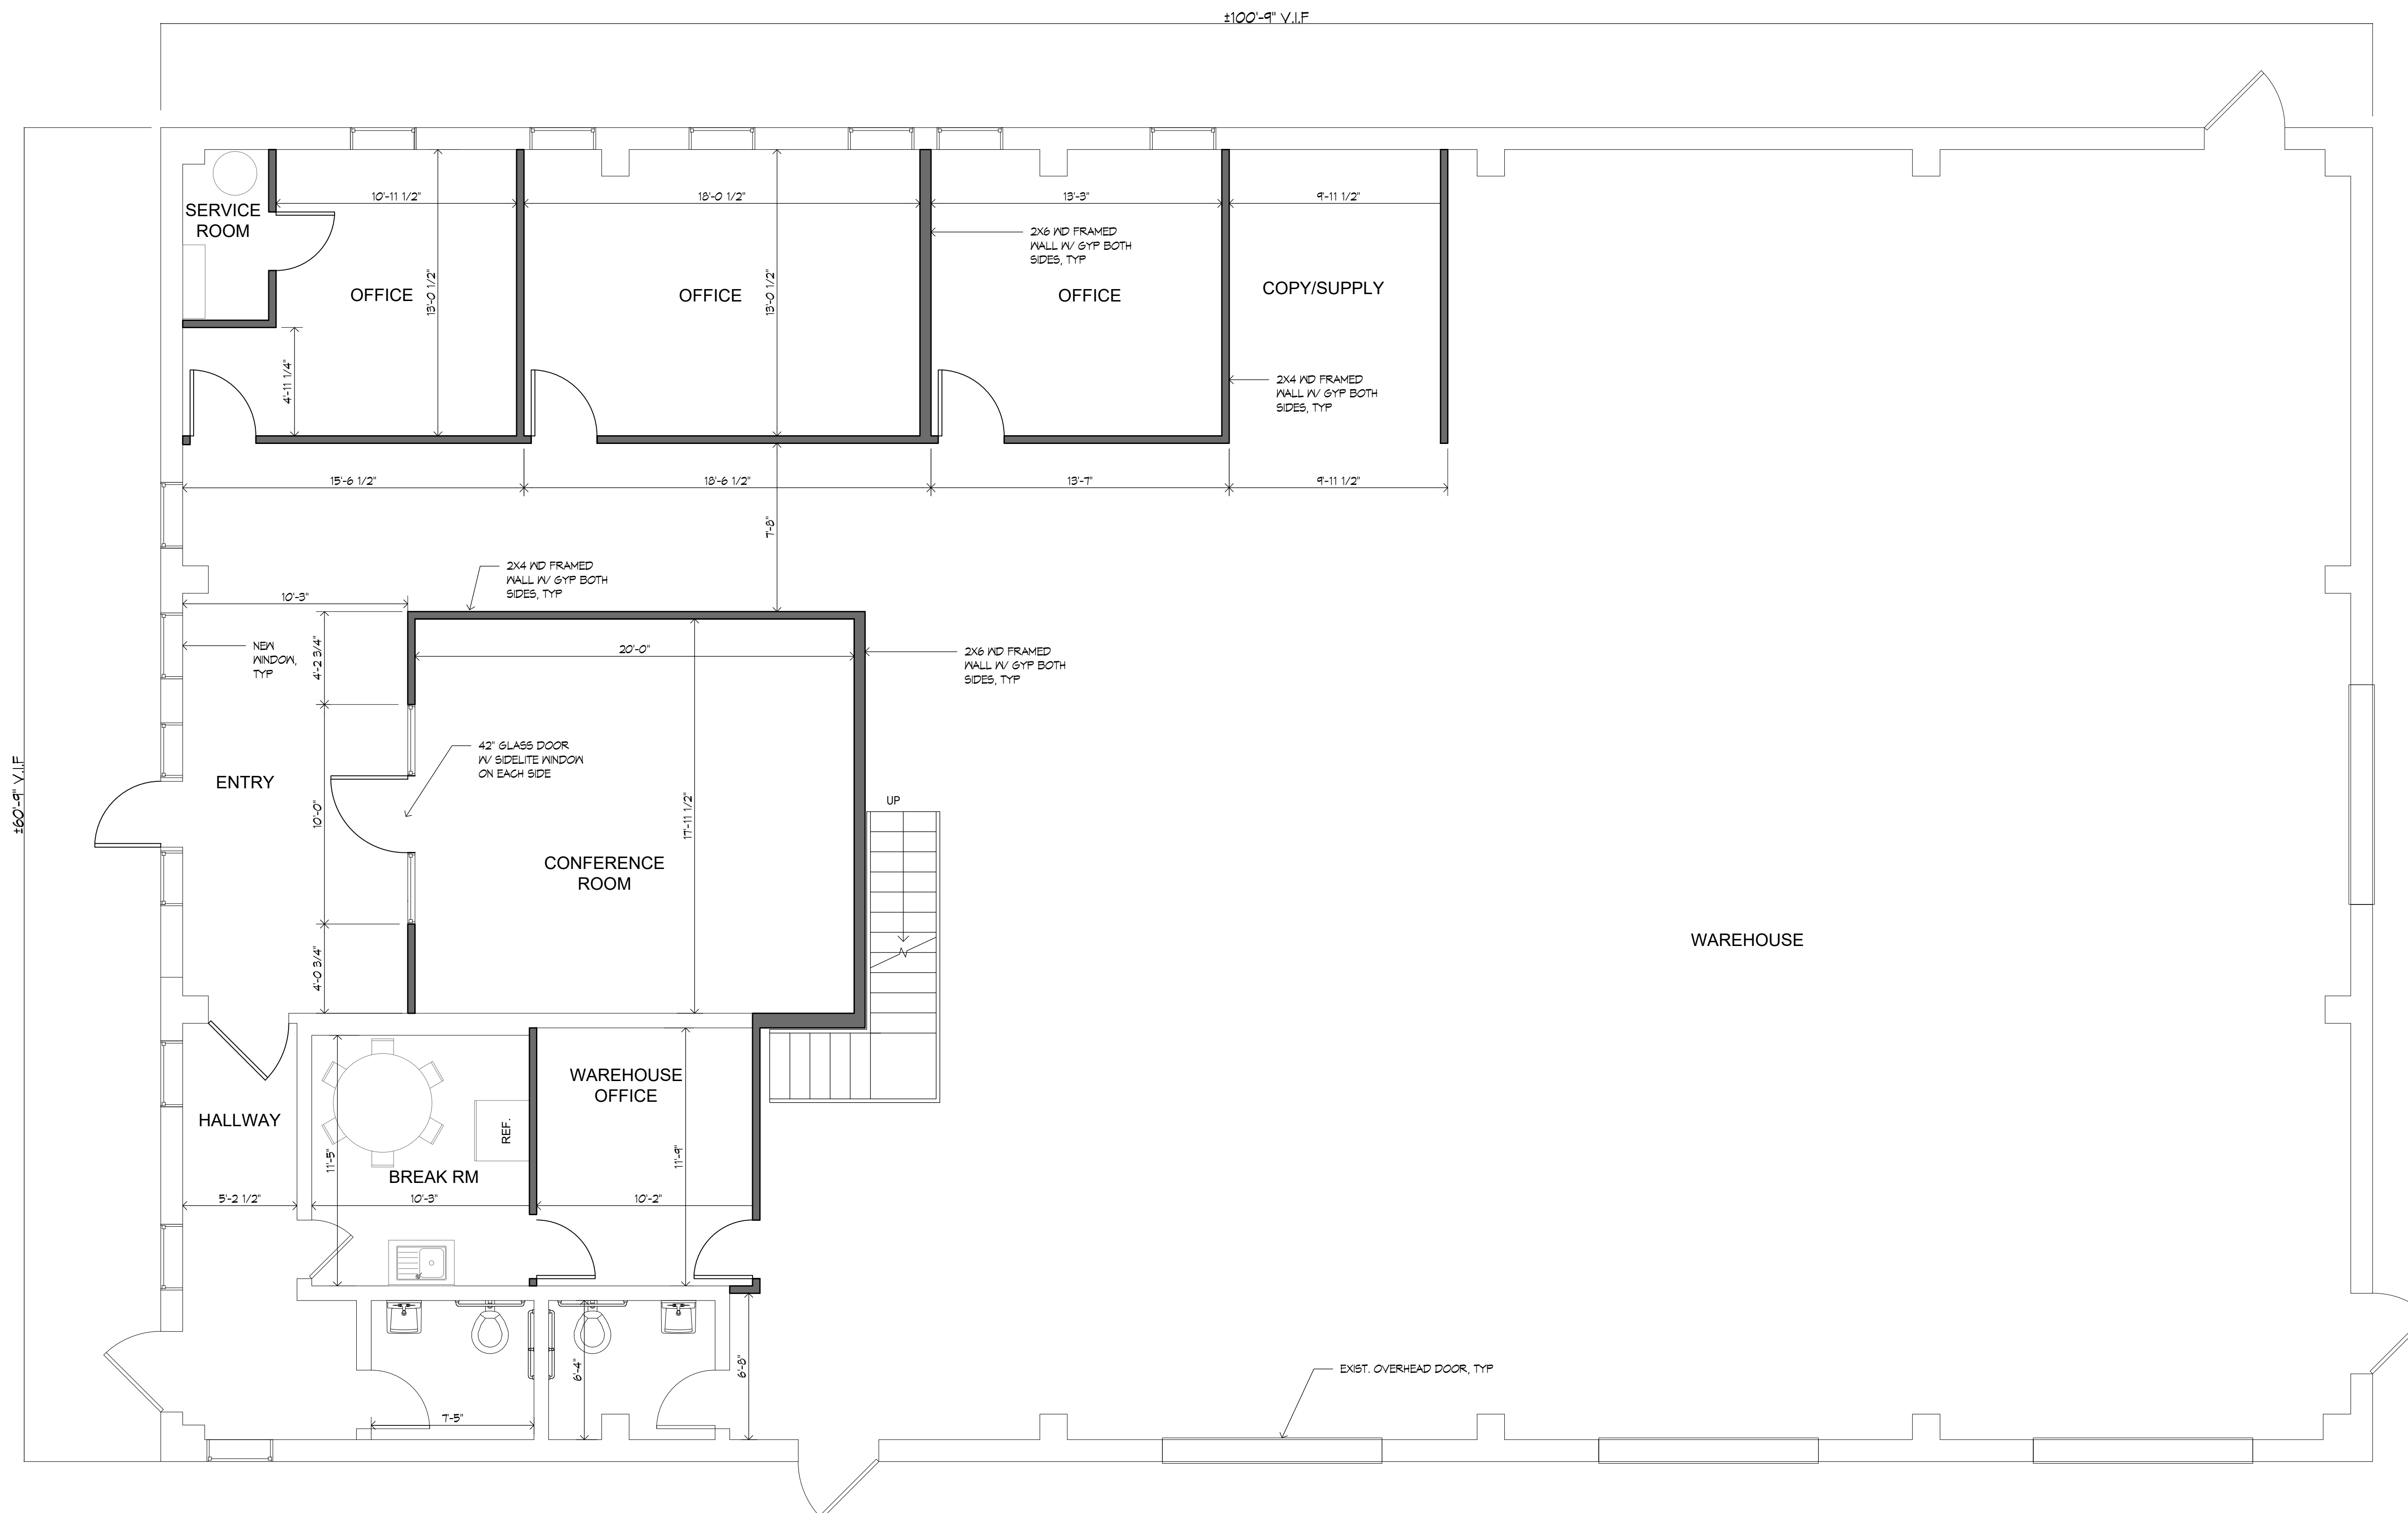 ±100'-9" V.I.F
SERVICE
ROOM
10'-11 1/2"
18'-0 1/2"
13'-3"
9'-11 1/2"
2X6 WD FRAMED
WALL W/ GYP BOTH
SIDES, TYP
OFFICE
13'-0 1/2"
OFFICE
13'-0 1/2"
OFFICE
COPY/SUPPLY
4'-11 1/4"
2X4 WD FRAMED
WALL W/ GYP BOTH
SIDES, TYP
15'-6 1/2"
18'-6 1/2"
13'-7"
9'-11 1/2"
7'-8"
2X4 WD FRAMED
WALL W/ GYP BOTH
SIDES, TYP
10'-3"
NEW
WINDOW,
TYP
4'-2 3/4"
20'-0"
2X6 WD FRAMED
WALL W/ GYP BOTH
SIDES, TYP
42" GLASS DOOR
W/ SIDELITE WINDOW
ON EACH SIDE
±60'-9" V.I.F
ENTRY
10'-0"
17'-11 1/2"
UP
CONFERENCE
ROOM
WAREHOUSE
4'-0 3/4"
WAREHOUSE
OFFICE
HALLWAY
REF.
11'-5"
BREAK RM
11'-9"
5'-2 1/2"
10'-3"
10'-2"
6'-4"
6'-8"
EXIST. OVERHEAD DOOR, TYP
7'-5"